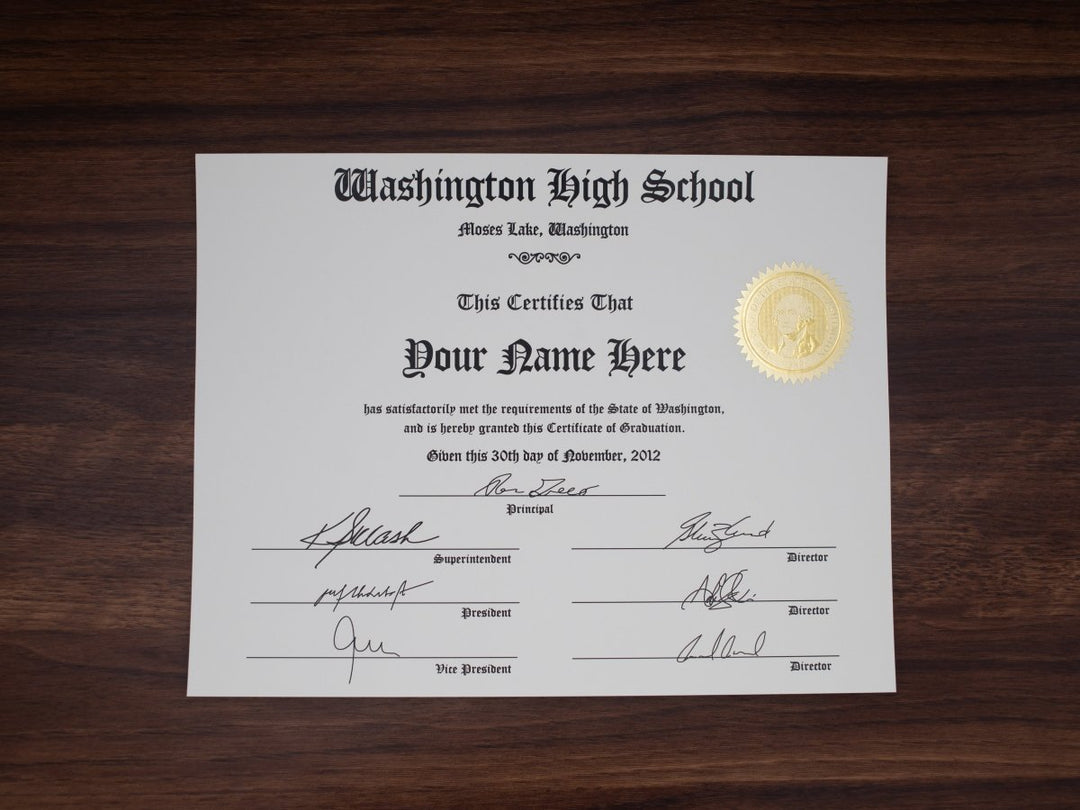 Washington High School
Moses Lake, Washington
This Certifies That
Your Name Here
has satisfactorily met the requirements of the State of Washington,
and is hereby granted this Certificate of Graduation.
Given this 30th day of November, 2012
Principal
Superintendent
Director
President
Director
Vice President
Director